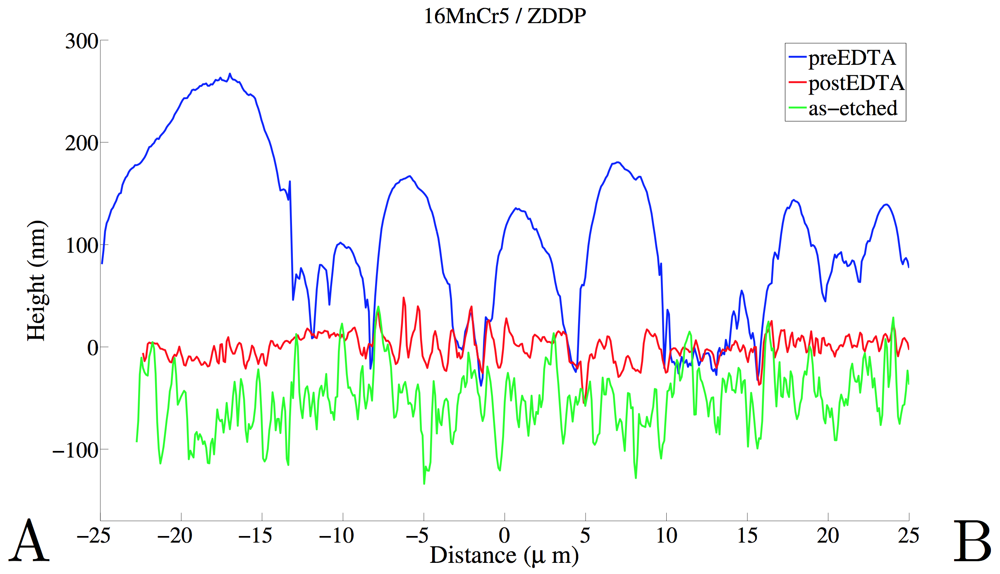 16MnCr5 / ZDDP
300
200
100
0
−100
Height (nm)
preEDTA
postEDTA
as−etched
−25 −20 −15 −10 −5 0 5 10 15 20 25
Distance (μ m)
A
B